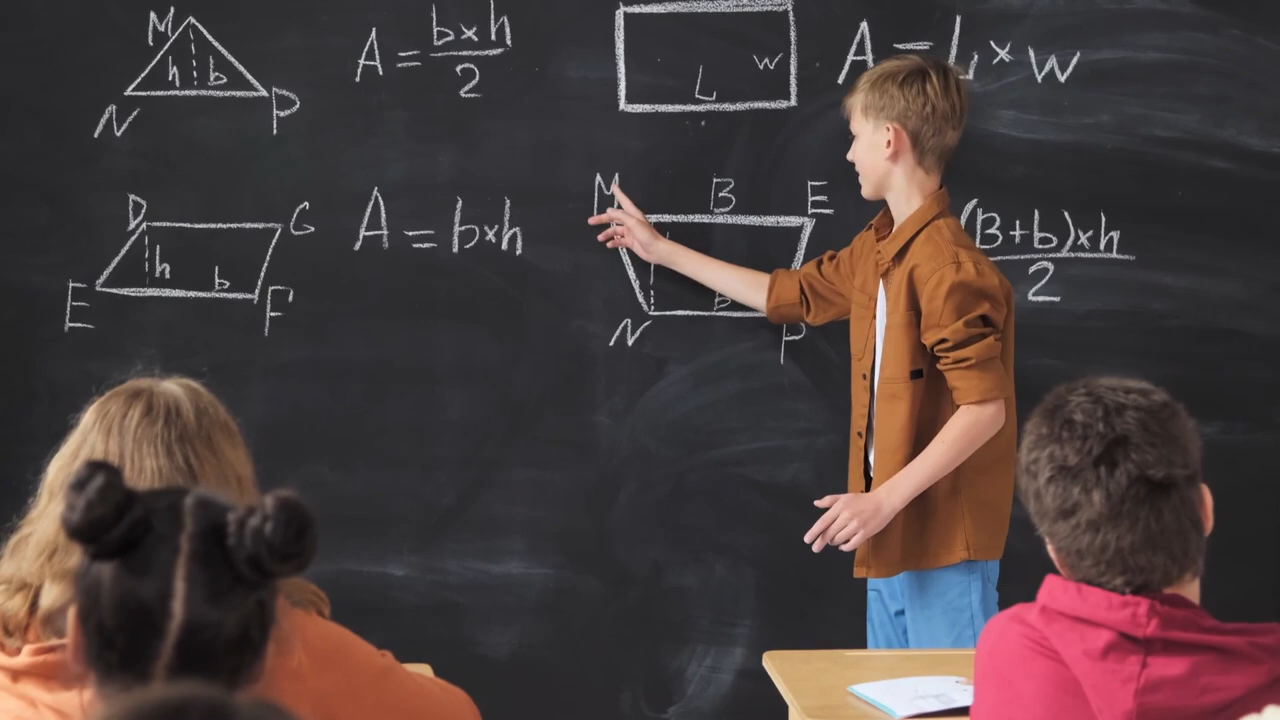 M
h b
N P
A = b×h
2
L w
A = L × w
D G
h b
E F
A = b×h
M B E
b
N P
(B+b)×h
2